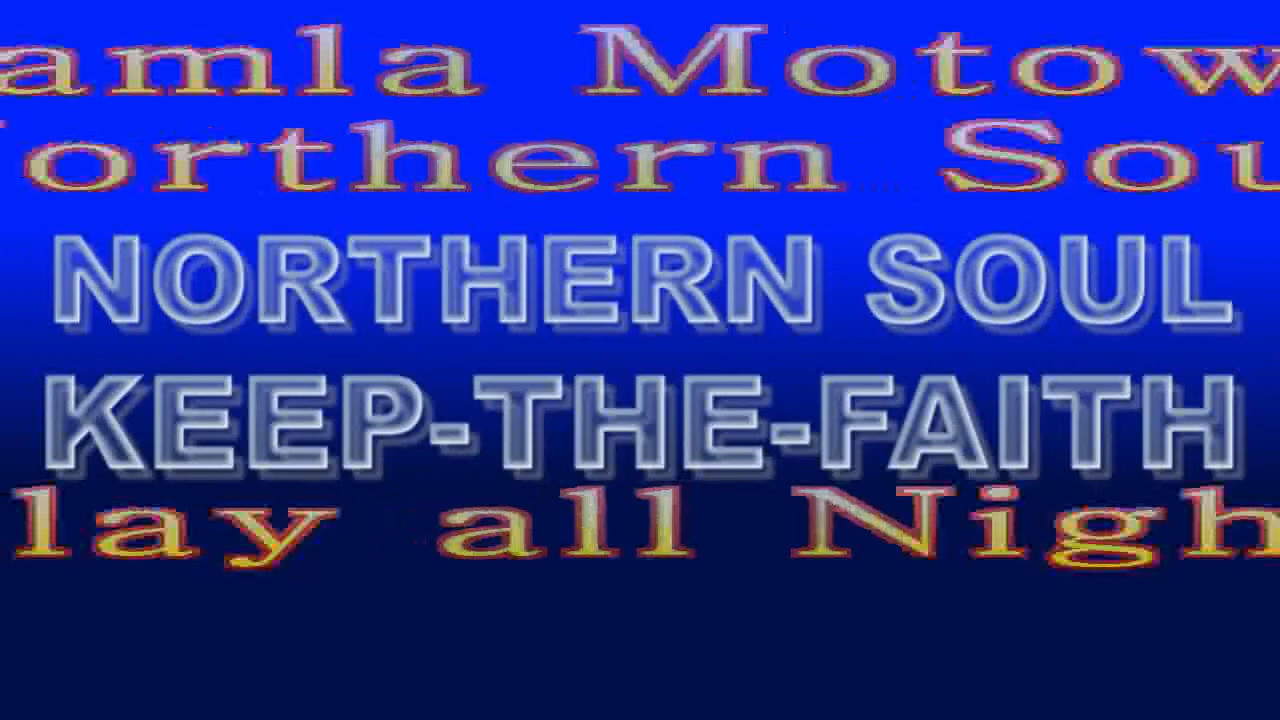 amla Motow
orthern Sou
NORTHERN SOUL
KEEP-THE-FAITH
lay all Nigh